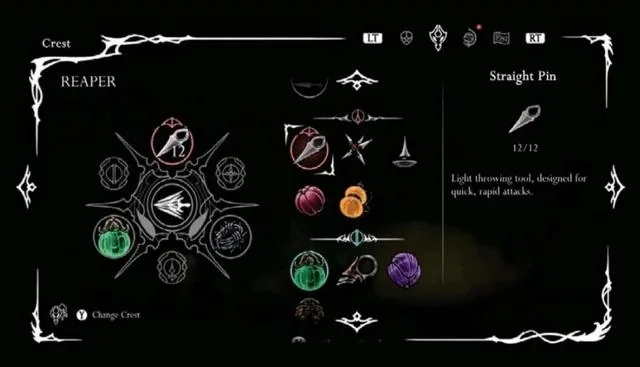 Crest
LT
RT
REAPER
Straight Pin
12
12/12
Light throwing tool, designed for
quick, rapid attacks.
Y Change Crest